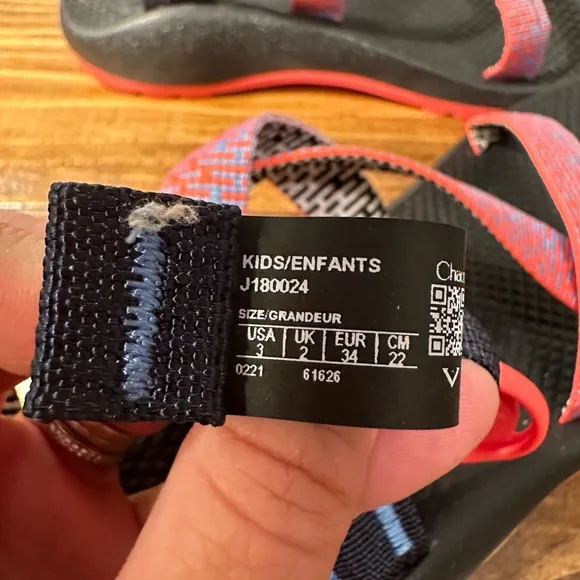 KIDS/ENFANTS
J180024
SIZE/GRANDEUR
USA UK EUR CM
3 2 34 22
0221 61626